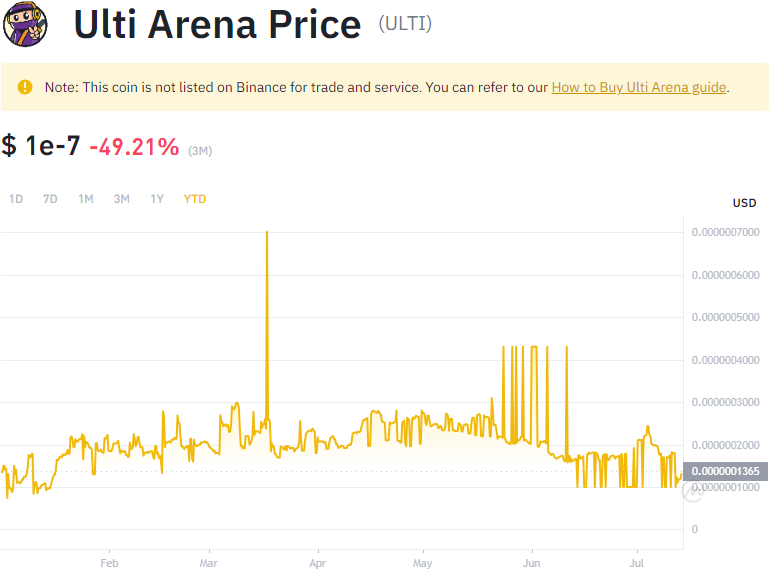 Ulti Arena Price (ULTI)
Note: This coin is not listed on Binance for trade and service. You can refer to our How to Buy Ulti Arena guide.
$ 1e-7 -49.21% (3M)
1D 7D 1M 3M 1Y YTD
USD
0.0000007000
0.0000006000
0.0000005000
0.0000004000
0.0000003000
0.0000002000
0.0000001365
0.0000001000
0
Feb Mar Apr May Jun Jul